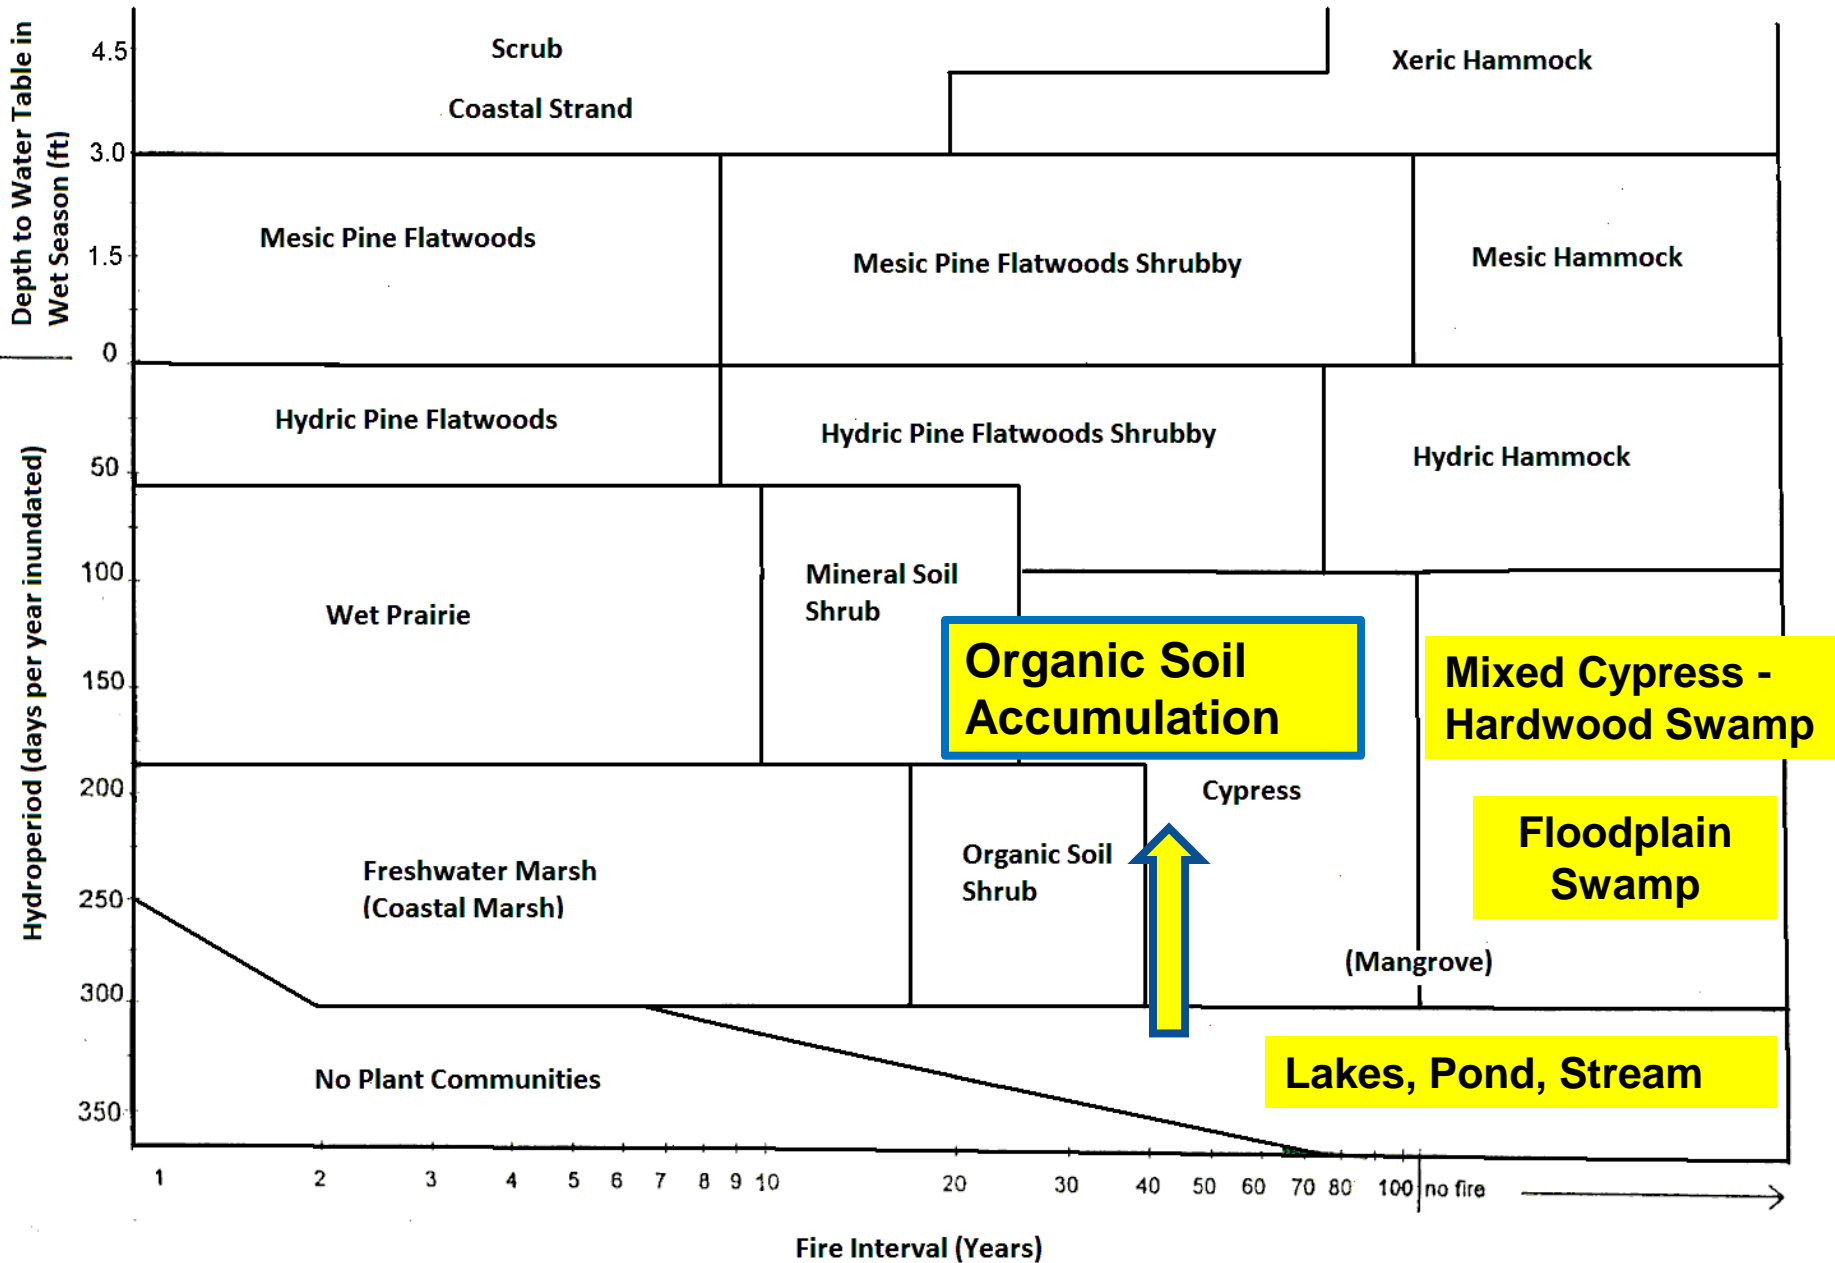 Depth to Water Table in
Wet Season (ft)
Hydroperiod (days per year inundated)
4.5
3.0
1.5
0
50
100
150
200
250
300
350
Scrub
Coastal Strand
Xeric Hammock
Mesic Pine Flatwoods
Mesic Pine Flatwoods Shrubby
Mesic Hammock
Hydric Pine Flatwoods
Hydric Pine Flatwoods Shrubby
Hydric Hammock
Wet Prairie
Mineral Soil
Shrub
Organic Soil
Accumulation
Mixed Cypress -
Hardwood Swamp
Cypress
Floodplain
Swamp
Freshwater Marsh
(Coastal Marsh)
Organic Soil
Shrub
(Mangrove)
No Plant Communities
Lakes, Pond, Stream
1 2 3 4 5 6 7 8 9 10 20 30 40 50 60 70 80 100 no fire
Fire Interval (Years)